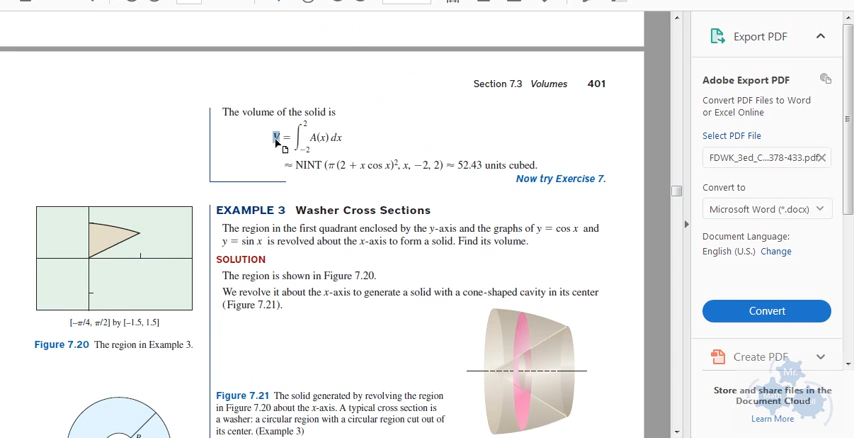 Section 7.3 Volumes 401
The volume of the solid is
V = ∫_{-2}^{2} A(x) dx
≈ NINT (π(2 + x cos x)², x, −2, 2) ≈ 52.43 units cubed.
Now try Exercise 7.
EXAMPLE 3 Washer Cross Sections
The region in the first quadrant enclosed by the y-axis and the graphs of y = cos x and
y = sin x is revolved about the x-axis to form a solid. Find its volume.
SOLUTION
The region is shown in Figure 7.20.
We revolve it about the x-axis to generate a solid with a cone-shaped cavity in its center
(Figure 7.21).
[−π/4, π/2] by [−1.5, 1.5]
Figure 7.20 The region in Example 3.
Figure 7.21 The solid generated by revolving the region
in Figure 7.20 about the x-axis. A typical cross section is
a washer: a circular region with a circular region cut out of
its center. (Example 3)
R
Export PDF
Adobe Export PDF
Convert PDF Files to Word
or Excel Online
Select PDF File
FDWK_3ed_C...378-433.pdf
Convert to
Microsoft Word (*.docx)
Document Language:
English (U.S.) Change
Convert
Create PDF
Mr.
Store and share files in the
Document Cloud
Learn More